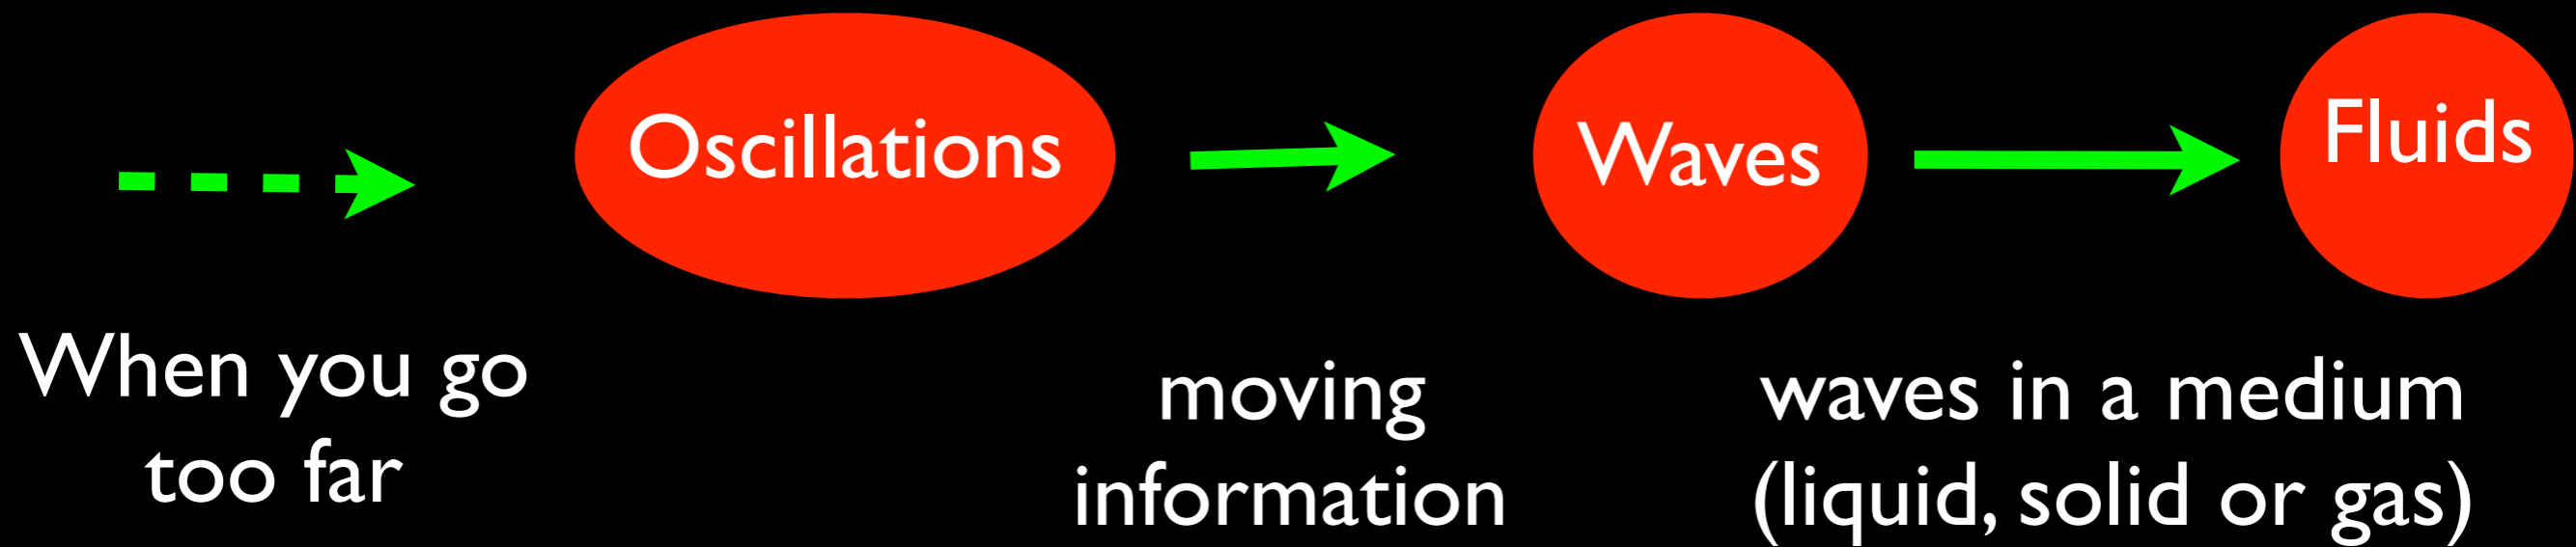 Oscillations
Waves
Fluids
When you go
too far
moving
information
waves in a medium
(liquid, solid or gas)